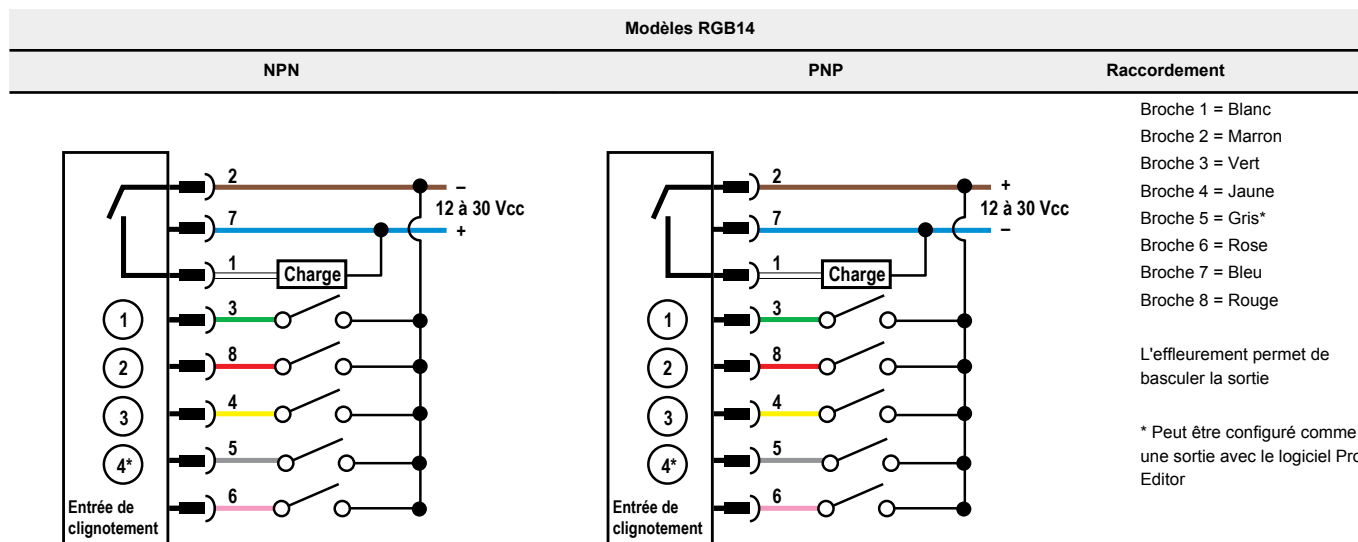 Modèles RGB14
NPN
PNP
Raccordement
2
–
12 à 30 Vcc
7
+
1
Charge
1
3
2
8
3
4
4*
5
6
Entrée de
clignotement
2
+
12 à 30 Vcc
7
–
1
Charge
1
3
2
8
3
4
4*
5
6
Entrée de
clignotement
Broche 1 = Blanc
Broche 2 = Marron
Broche 3 = Vert
Broche 4 = Jaune
Broche 5 = Gris*
Broche 6 = Rose
Broche 7 = Bleu
Broche 8 = Rouge
L'effleurement permet de
basculer la sortie
* Peut être configuré comme
une sortie avec le logiciel Pro
Editor